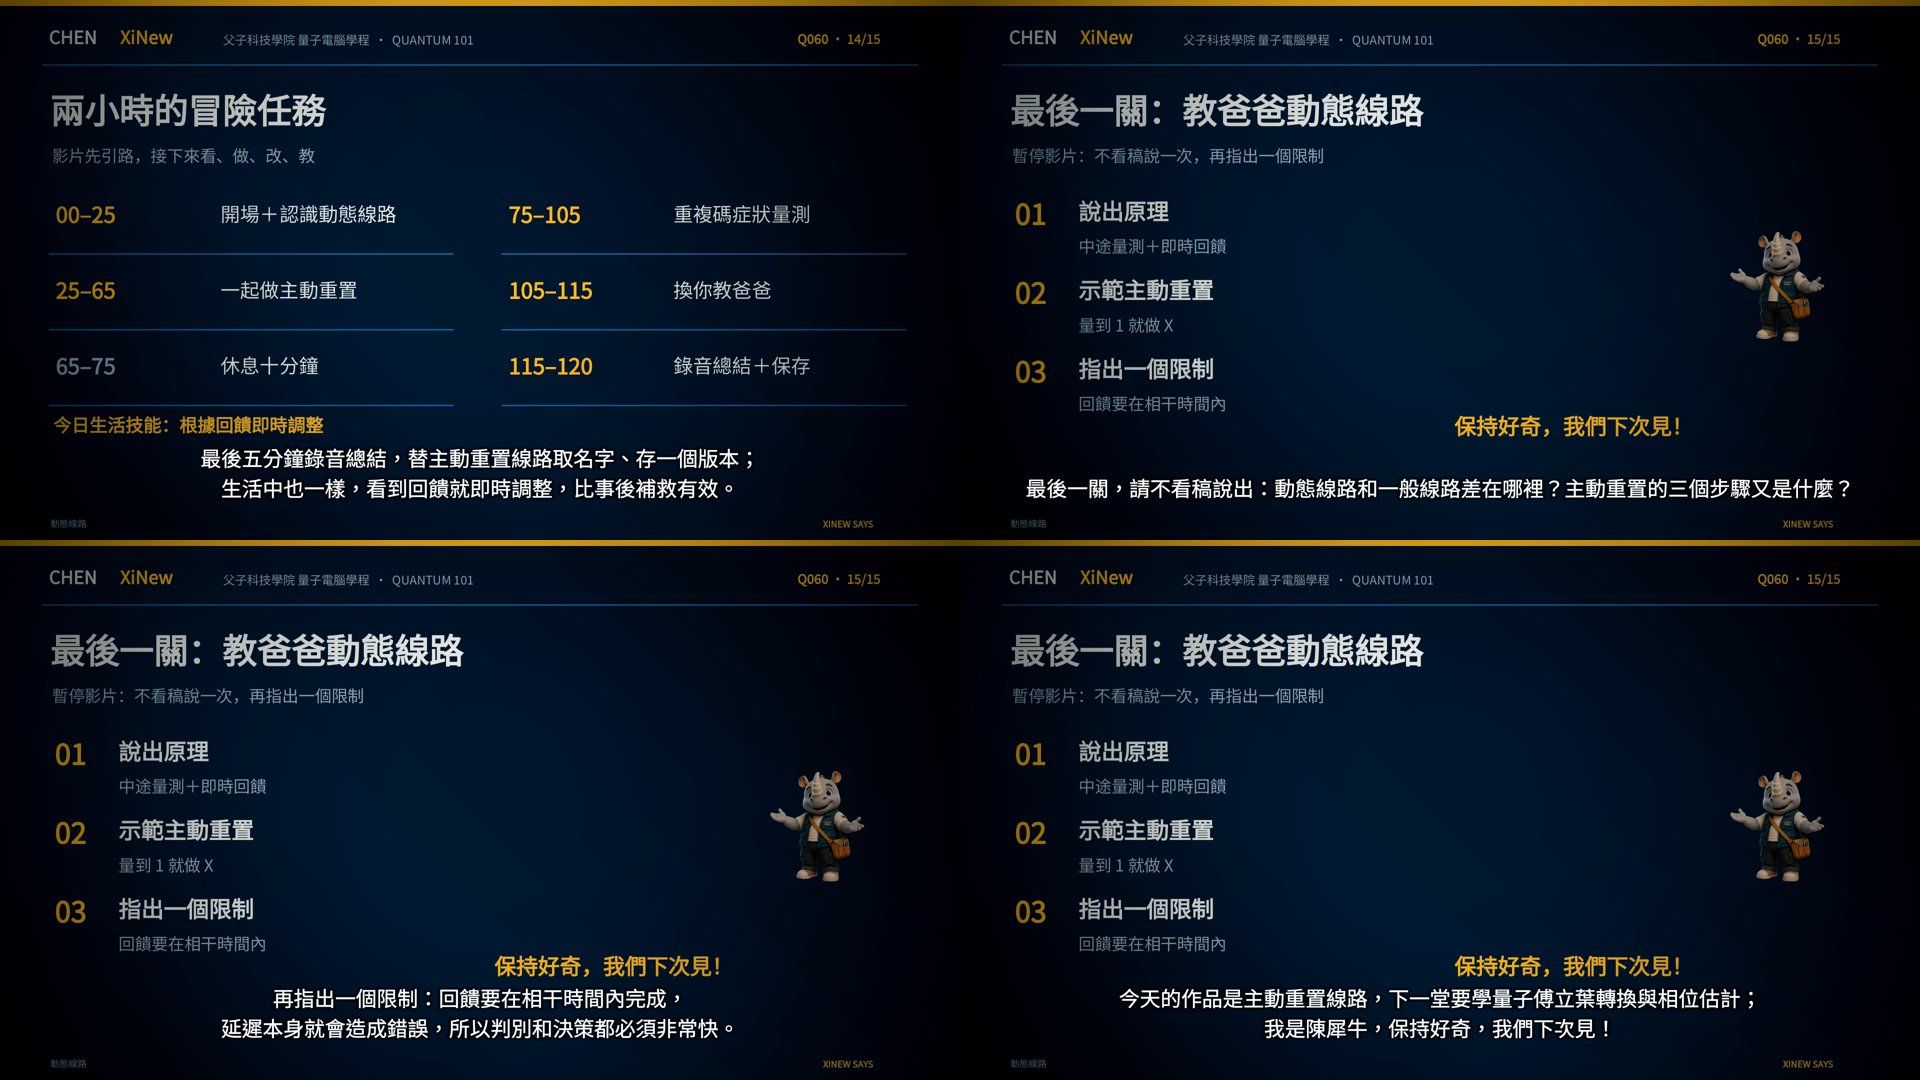 CHEN XiNew 父子科技學院 量子電腦學程 · QUANTUM 101 Q060 · 14/15
兩小時的冒險任務
影片先引路，接下來看、做、改、教
00–25 開場＋認識動態線路
75–105 重複碼症狀量測
25–65 一起做主動重置
105–115 換你教爸爸
65–75 休息十分鐘
115–120 錄音總結＋保存
今日生活技能：根據回饋即時調整
最後五分鐘錄音總結，替主動重置線路取名字、存一個版本；
生活中也一樣，看到回饋就即時調整，比事後補救有效。
動態線路 XINEW SAYS
CHEN XiNew 父子科技學院 量子電腦學程 · QUANTUM 101 Q060 · 15/15
最後一關：教爸爸動態線路
暫停影片：不看稿說一次，再指出一個限制
01 說出原理
中途量測＋即時回饋
02 示範主動重置
量到 1 就做 X
03 指出一個限制
回饋要在相干時間內
保持好奇，我們下次見！
最後一關，請不看稿說出：動態線路和一般線路差在哪裡？主動重置的三個步驟又是什麼？
動態線路 XINEW SAYS
CHEN XiNew 父子科技學院 量子電腦學程 · QUANTUM 101 Q060 · 15/15
最後一關：教爸爸動態線路
暫停影片：不看稿說一次，再指出一個限制
01 說出原理
中途量測＋即時回饋
02 示範主動重置
量到 1 就做 X
03 指出一個限制
回饋要在相干時間內
保持好奇，我們下次見！
再指出一個限制：回饋要在相干時間內完成，
延遲本身就會造成錯誤，所以判別和決策都必須非常快。
動態線路 XINEW SAYS
CHEN XiNew 父子科技學院 量子電腦學程 · QUANTUM 101 Q060 · 15/15
最後一關：教爸爸動態線路
暫停影片：不看稿說一次，再指出一個限制
01 說出原理
中途量測＋即時回饋
02 示範主動重置
量到 1 就做 X
03 指出一個限制
回饋要在相干時間內
保持好奇，我們下次見！
今天的作品是主動重置線路，下一堂要學量子傅立葉轉換與相位估計；
我是陳犀牛，保持好奇，我們下次見！
動態線路 XINEW SAYS